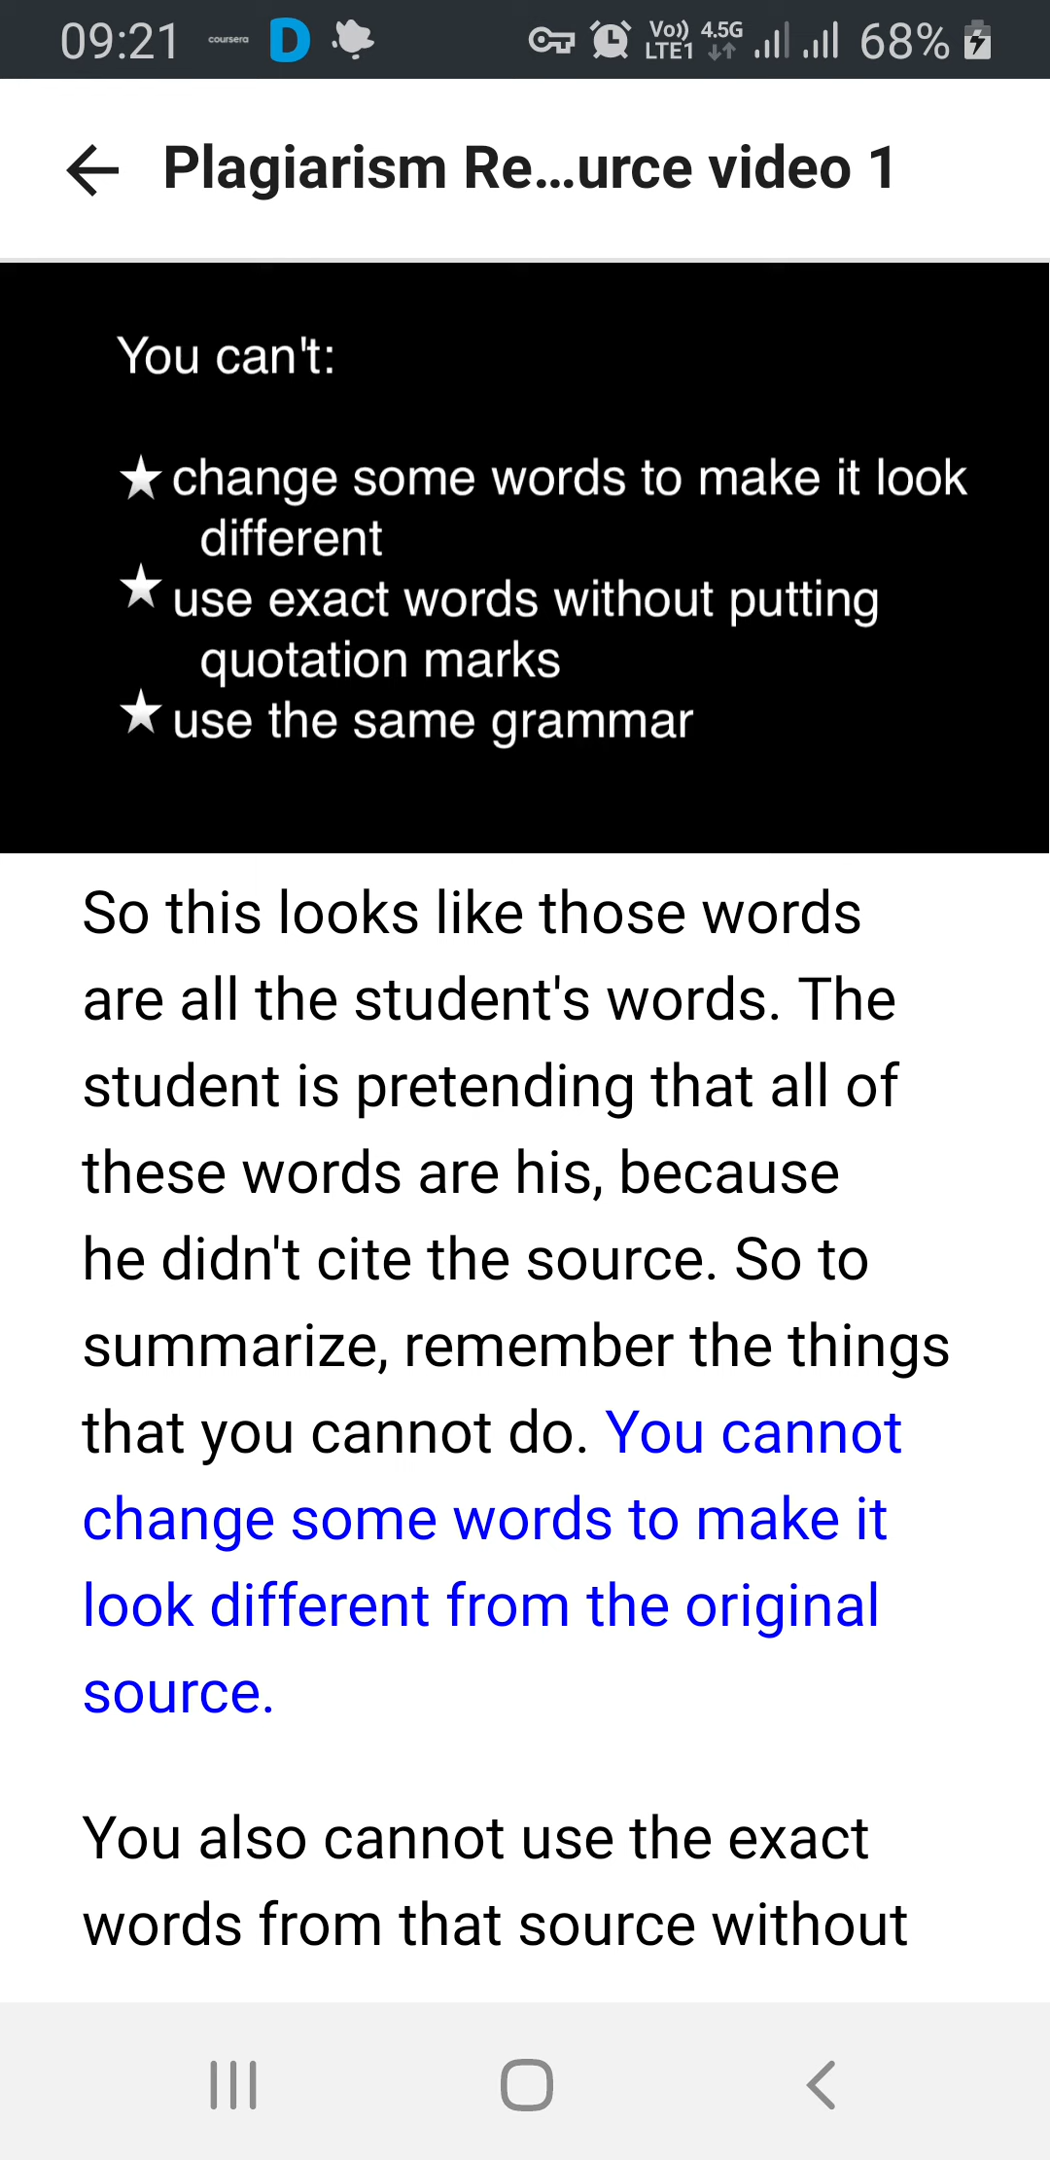 09:21 coursera D Vo)) LTE1 4.5G 68%
Plagiarism Re...urce video 1
You can't:
★ change some words to make it look
different
★ use exact words without putting
quotation marks
★ use the same grammar
So this looks like those words
are all the student's words. The
student is pretending that all of
these words are his, because
he didn't cite the source. So to
summarize, remember the things
that you cannot do. You cannot
change some words to make it
look different from the original
source.
You also cannot use the exact
words from that source without